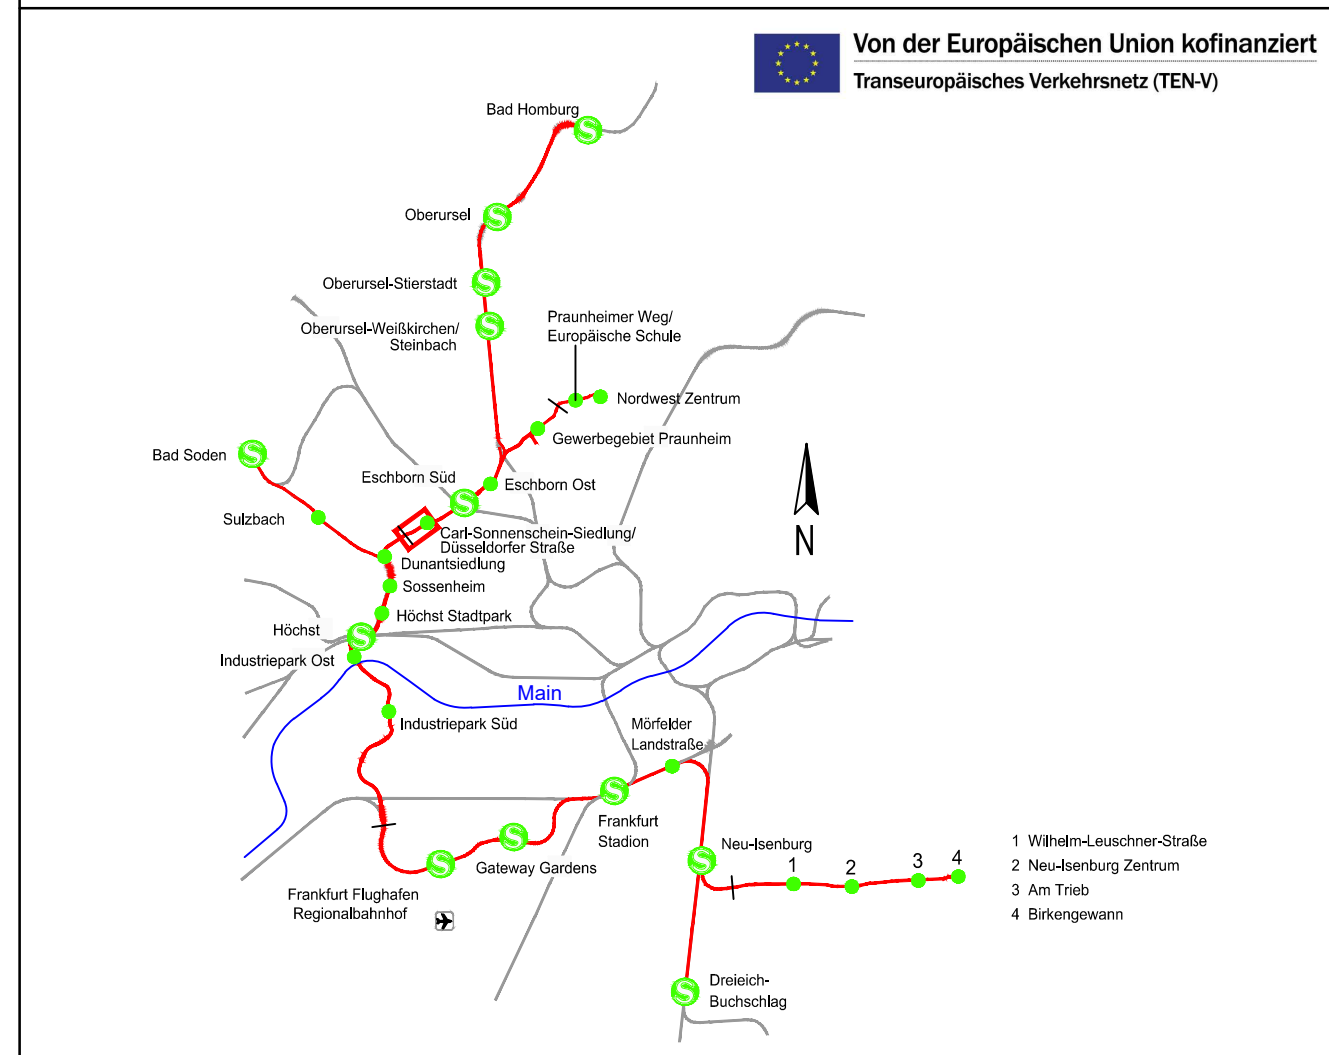 Von der Europäischen Union kofinanziert
Transeuropäisches Verkehrsnetz (TEN-V)
Bad Homburg
Oberursel
Oberursel-Stierstadt
Oberursel-Weißkirchen/
Steinbach
Praunheimer Weg/
Europäische Schule
Nordwest Zentrum
Gewerbegebiet Praunheim
Bad Soden
Eschborn Süd
Eschborn Ost
Sulzbach
Carl-Sonnenschein-Siedlung/
Düsseldorfer Straße
Dunantsiedlung
Sossenheim
Höchst Stadtpark
Höchst
Industriepark Ost
N
Main
Industriepark Süd
Mörfelder
Landstraße
Frankfurt
Stadion
Neu-Isenburg
Gateway Gardens
Frankfurt Flughafen
Regionalbahnhof
1
2
3
4
1 Wilhelm-Leuschner-Straße
2 Neu-Isenburg Zentrum
3 Am Trieb
4 Birkengewann
Dreieich-
Buchschlag
S
S
S
S
S
S
S
S
S
S
S
S